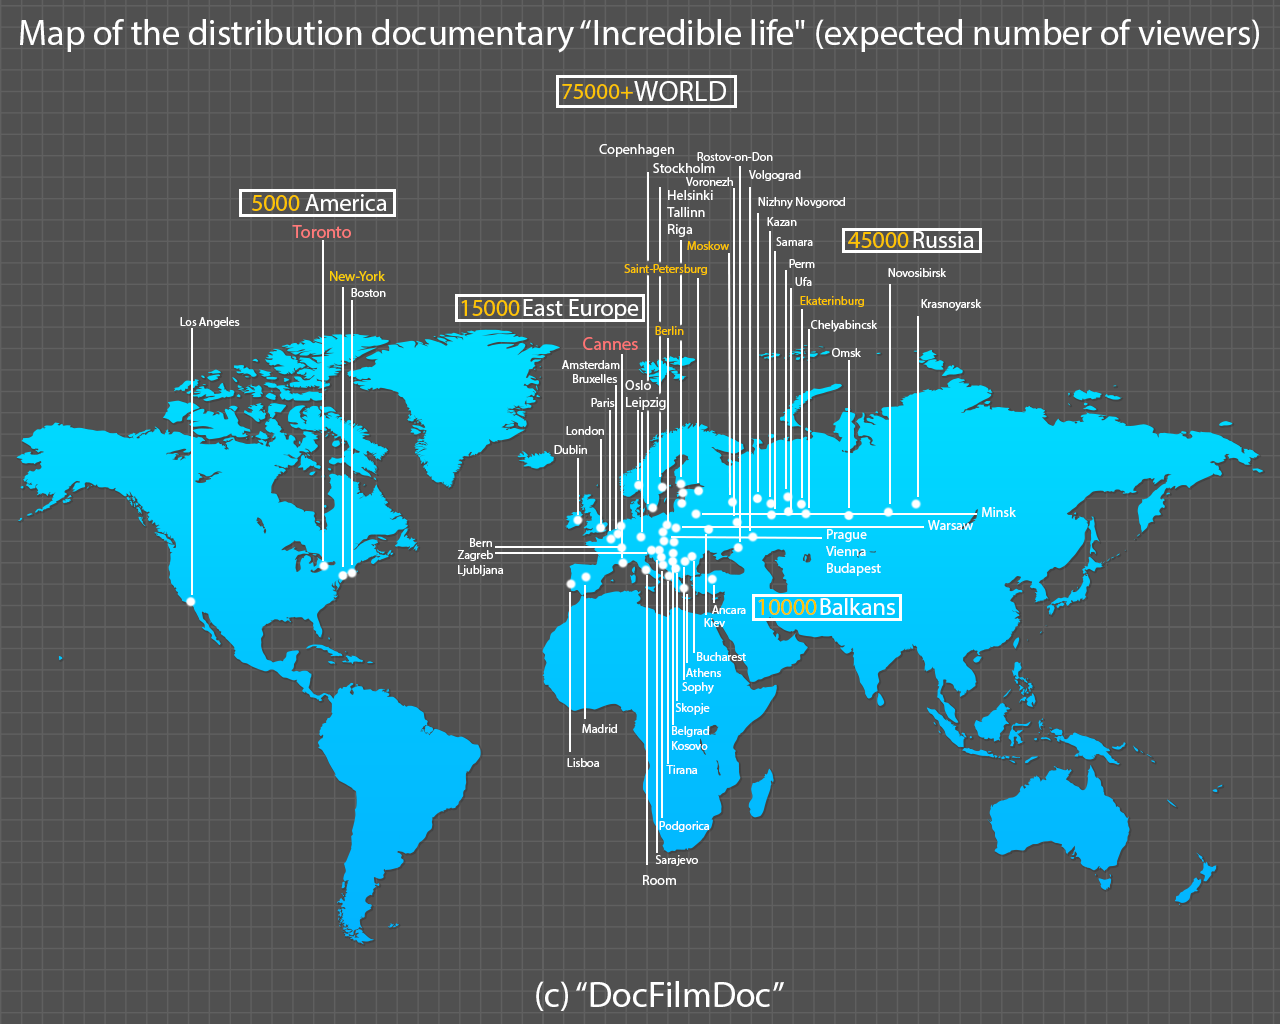 Map of the distribution documentary “Incredible life" (expected number of viewers)
75000+WORLD
Copenhagen
Rostov-on-Don
Stockholm
Volgograd
Voronezh
5000 America
Helsinki
Nizhny Novgorod
Tallinn
Kazan
Toronto
Riga
Samara
45000 Russia
Moskow
Saint-Petersburg
Perm
Novosibirsk
New-York
Ufa
Boston
15000 East Europe
Ekaterinburg
Krasnoyarsk
Los Angeles
Berlin
Chelyabincsk
Cannes
Omsk
Amsterdam
Bruxelles
Oslo
Paris
Leipzig
London
Dublin
Minsk
Warsaw
Prague
Bern
Vienna
Zagreb
Budapest
Ljubljana
10000 Balkans
Ancara
Kiev
Bucharest
Athens
Sophy
Skopje
Madrid
Belgrad
Kosovo
Lisboa
Tirana
Podgorica
Sarajevo
Room
(c) “DocFilmDoc”